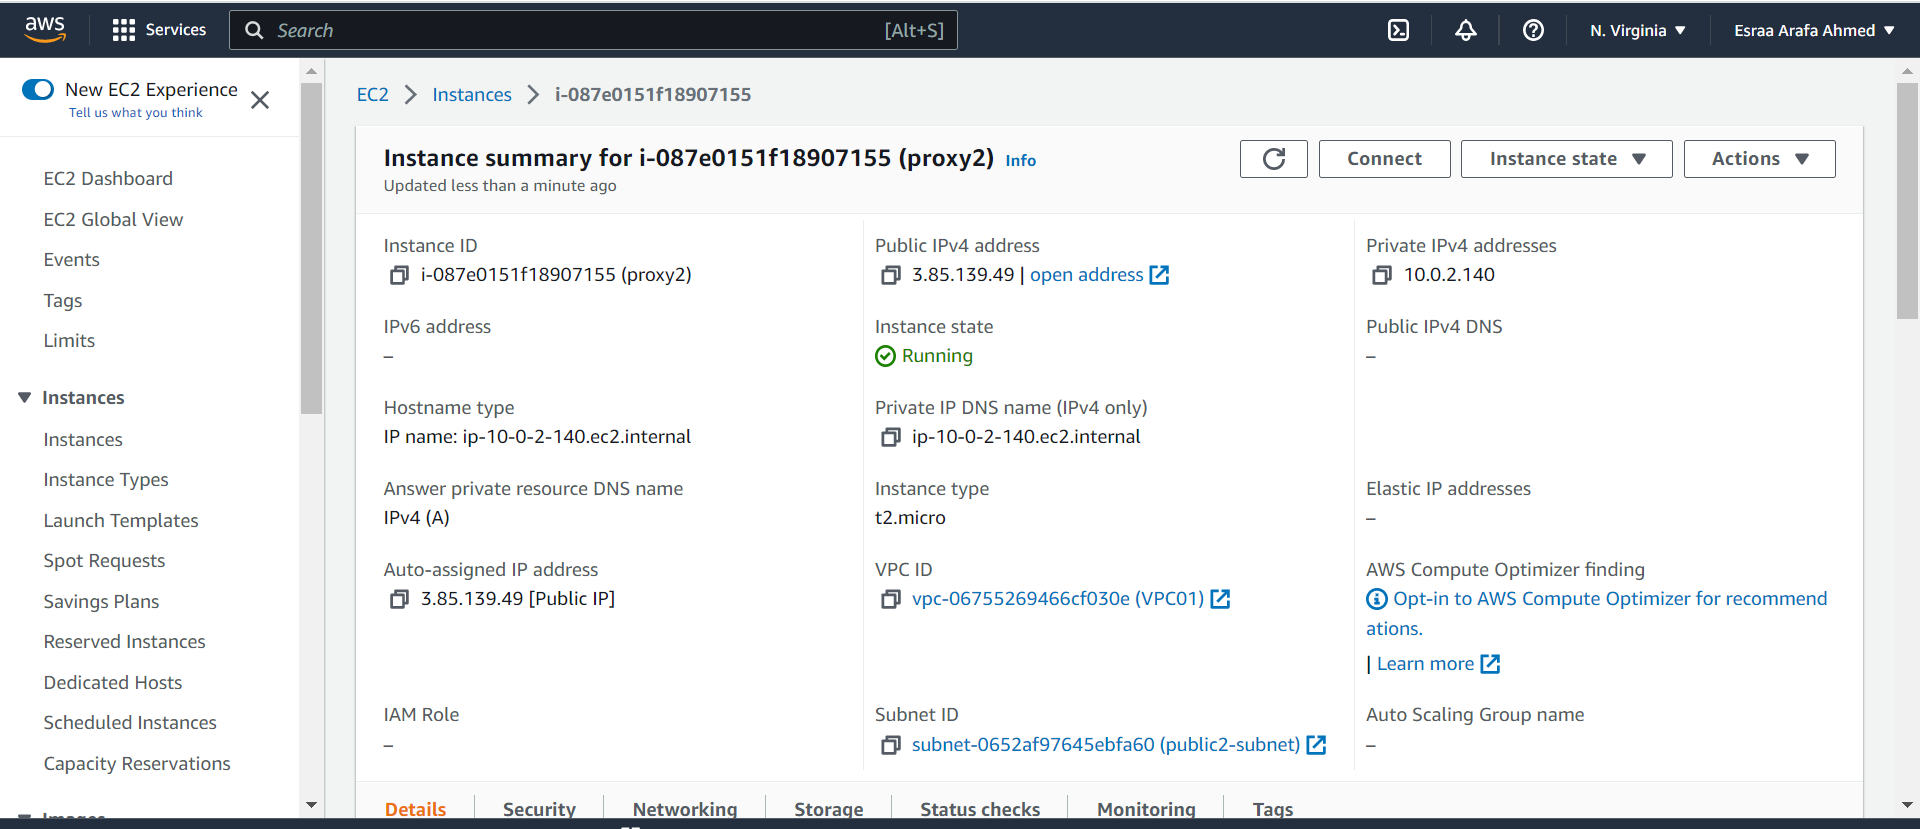 aws
Services
Search
[Alt+S]
N. Virginia
Esraa Arafa Ahmed
New EC2 Experience
Tell us what you think
EC2 Dashboard
EC2 Global View
Events
Tags
Limits
Instances
Instances
Instance Types
Launch Templates
Spot Requests
Savings Plans
Reserved Instances
Dedicated Hosts
Scheduled Instances
Capacity Reservations
Images
EC2 > Instances > i-087e0151f18907155
Instance summary for i-087e0151f18907155 (proxy2) Info
Updated less than a minute ago
Connect
Instance state
Actions
Instance ID
i-087e0151f18907155 (proxy2)
Public IPv4 address
3.85.139.49 | open address
Private IPv4 addresses
10.0.2.140
IPv6 address
–
Instance state
Running
Public IPv4 DNS
–
Hostname type
IP name: ip-10-0-2-140.ec2.internal
Private IP DNS name (IPv4 only)
ip-10-0-2-140.ec2.internal
Answer private resource DNS name
IPv4 (A)
Instance type
t2.micro
Elastic IP addresses
–
Auto-assigned IP address
3.85.139.49 [Public IP]
VPC ID
vpc-06755269466cf030e (VPC01)
AWS Compute Optimizer finding
Opt-in to AWS Compute Optimizer for recommend
ations.
| Learn more
IAM Role
–
Subnet ID
subnet-0652af97645ebfa60 (public2-subnet)
Auto Scaling Group name
–
Details
Security
Networking
Storage
Status checks
Monitoring
Tags